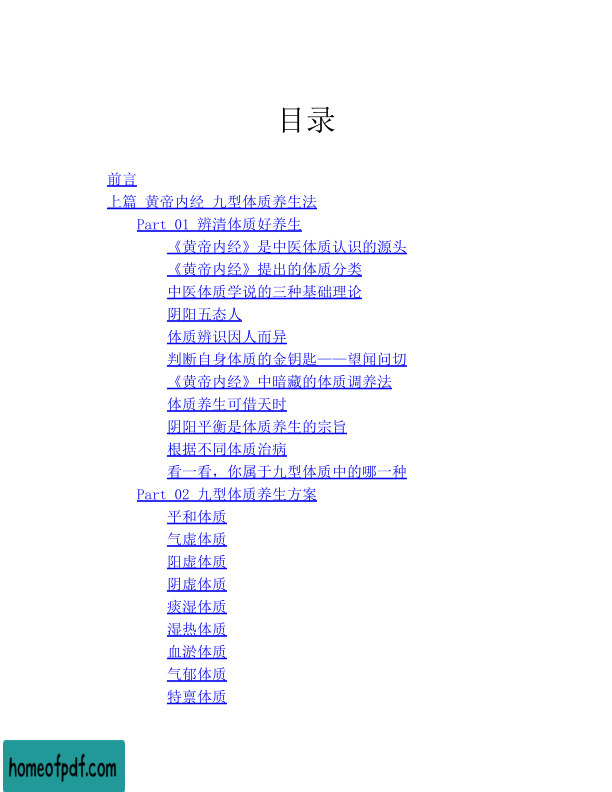 目录
前言
上篇 黄帝内经 九型体质养生法
Part 01 辨清体质好养生
《黄帝内经》是中医体质认识的源头
《黄帝内经》提出的体质分类
中医体质学说的三种基础理论
阴阳五态人
体质辨识因人而异
判断自身体质的金钥匙——望闻问切
《黄帝内经》中暗藏的体质调养法
体质养生可借天时
阴阳平衡是体质养生的宗旨
根据不同体质治病
看一看，你属于九型体质中的哪一种
Part 02 九型体质养生方案
平和体质
气虚体质
阳虚体质
阴虚体质
痰湿体质
湿热体质
血淤体质
气郁体质
特禀体质
homeofpdf.com